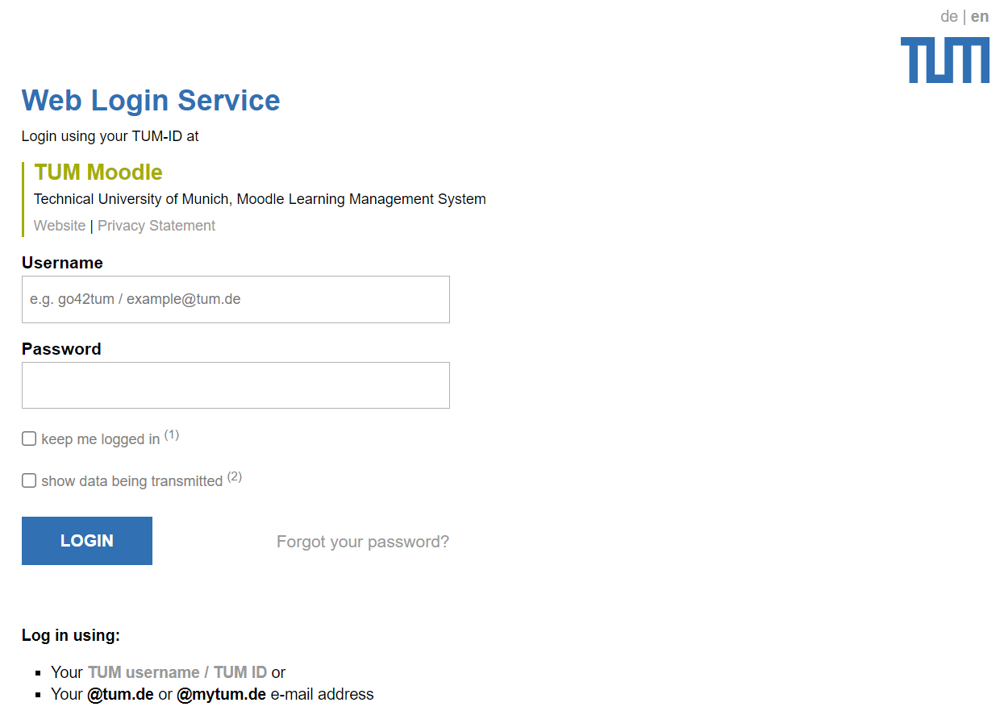 de | en
TUM
Web Login Service
Login using your TUM-ID at
TUM Moodle
Technical University of Munich, Moodle Learning Management System
Website | Privacy Statement
Username
e.g. go42tum / example@tum.de
Password
keep me logged in (1)
show data being transmitted (2)
LOGIN Forgot your password?
Log in using:
▪ Your TUM username / TUM ID or
▪ Your @tum.de or @mytum.de e-mail address